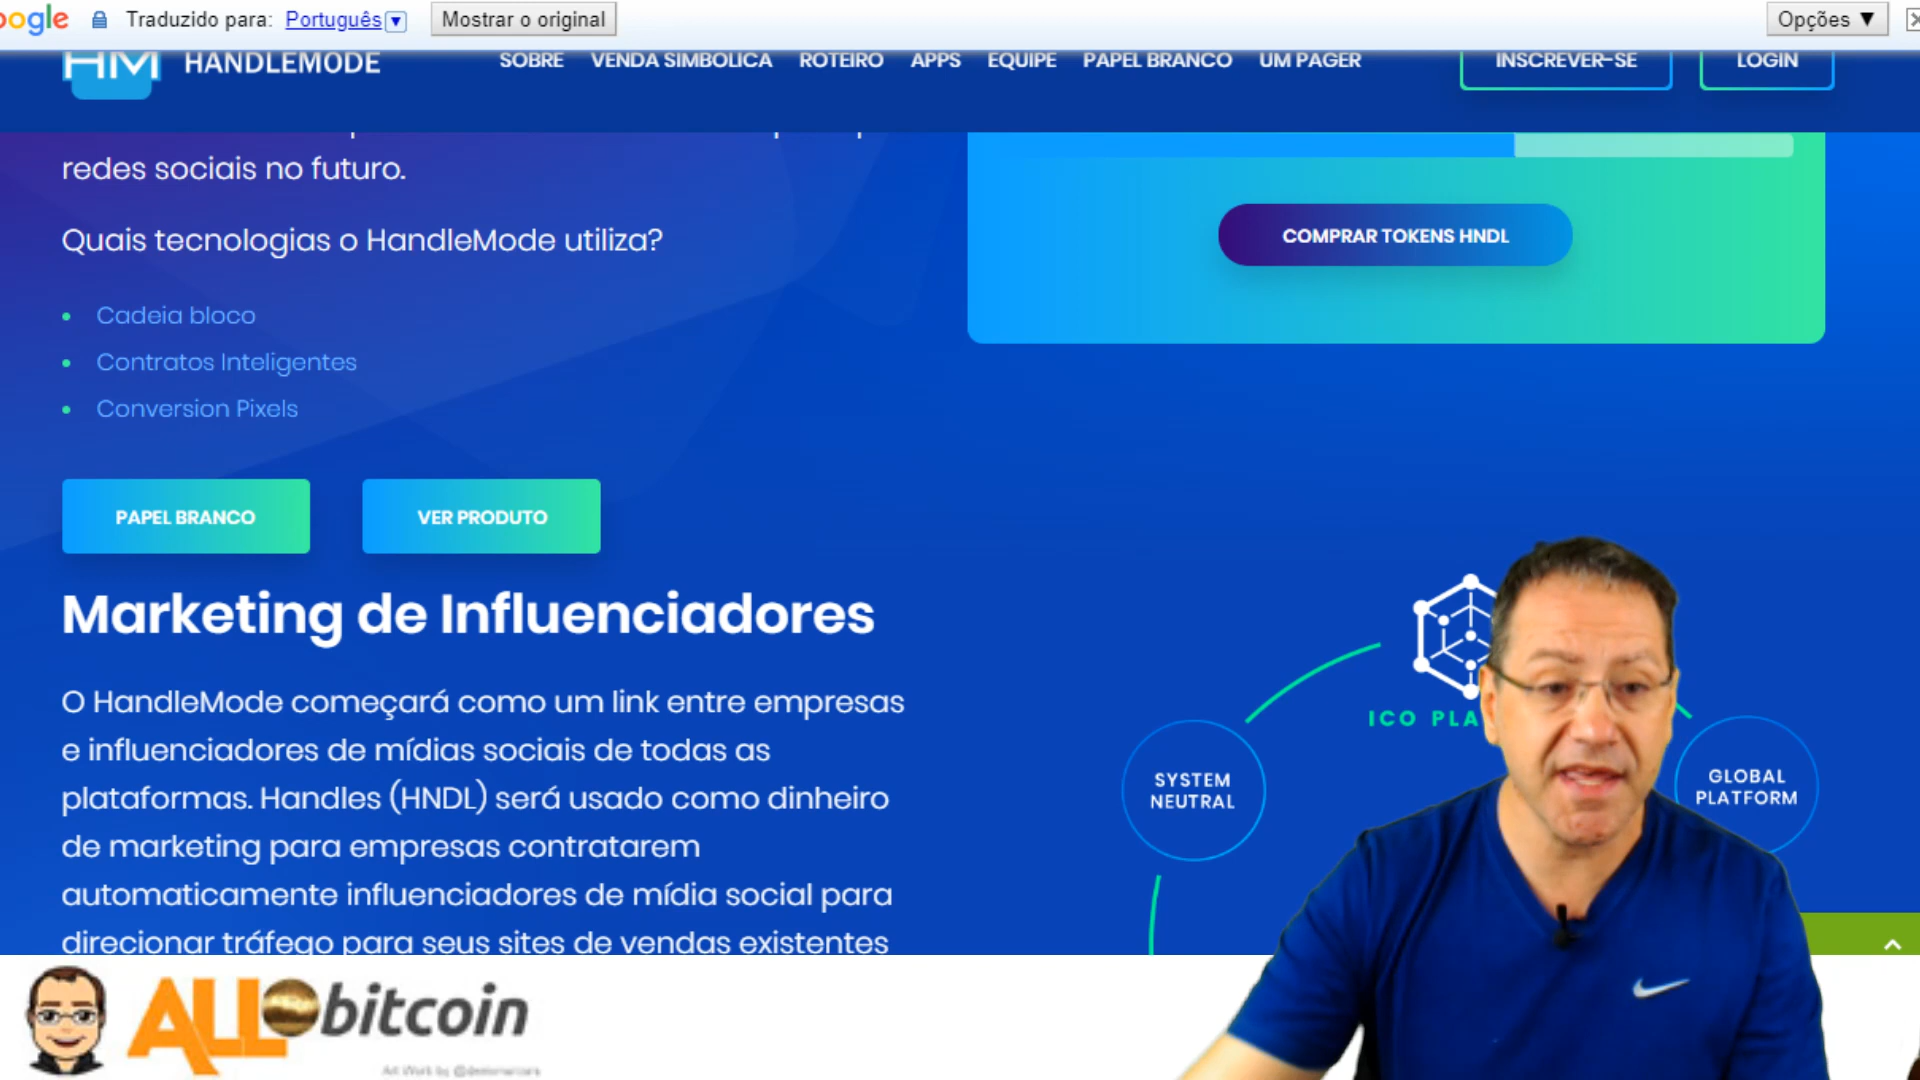 Traduzido para: Português Mostrar o original Opções
HM HANDLEMODE SOBRE VENDA SIMBOLICA ROTEIRO APPS EQUIPE PAPEL BRANCO UM PAGER INSCREVER-SE LOGIN
redes sociais no futuro.
COMPRAR TOKENS HNDL
Quais tecnologias o HandleMode utiliza?
Cadeia bloco
Contratos Inteligentes
Conversion Pixels
PAPEL BRANCO VER PRODUTO
Marketing de Influenciadores
O HandleMode começará como um link entre empresas
e influenciadores de mídias sociais de todas as
plataformas. Handles (HNDL) será usado como dinheiro
de marketing para empresas contratarem
automaticamente influenciadores de mídia social para
direcionar tráfego para seus sites de vendas existentes
ICO
SYSTEM
NEUTRAL
GLOBAL
PLATFORM
ALLObitcoin